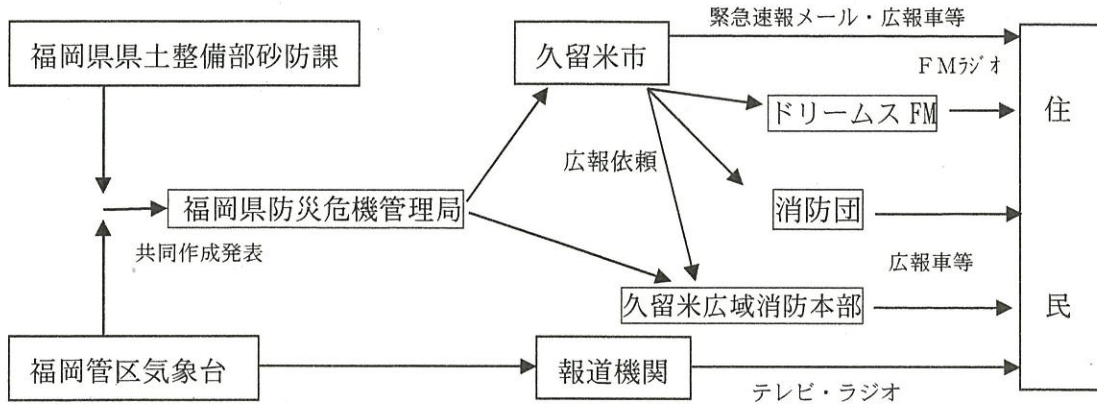 緊急速報メール・広報車等
福岡県県土整備部砂防課
久留米市
FMラジオ
ドリームスFM
住
広報依頼
福岡県防災危機管理局
消防団
共同作成発表
広報車等
久留米広域消防本部
民
福岡管区気象台
報道機関
テレビ・ラジオ